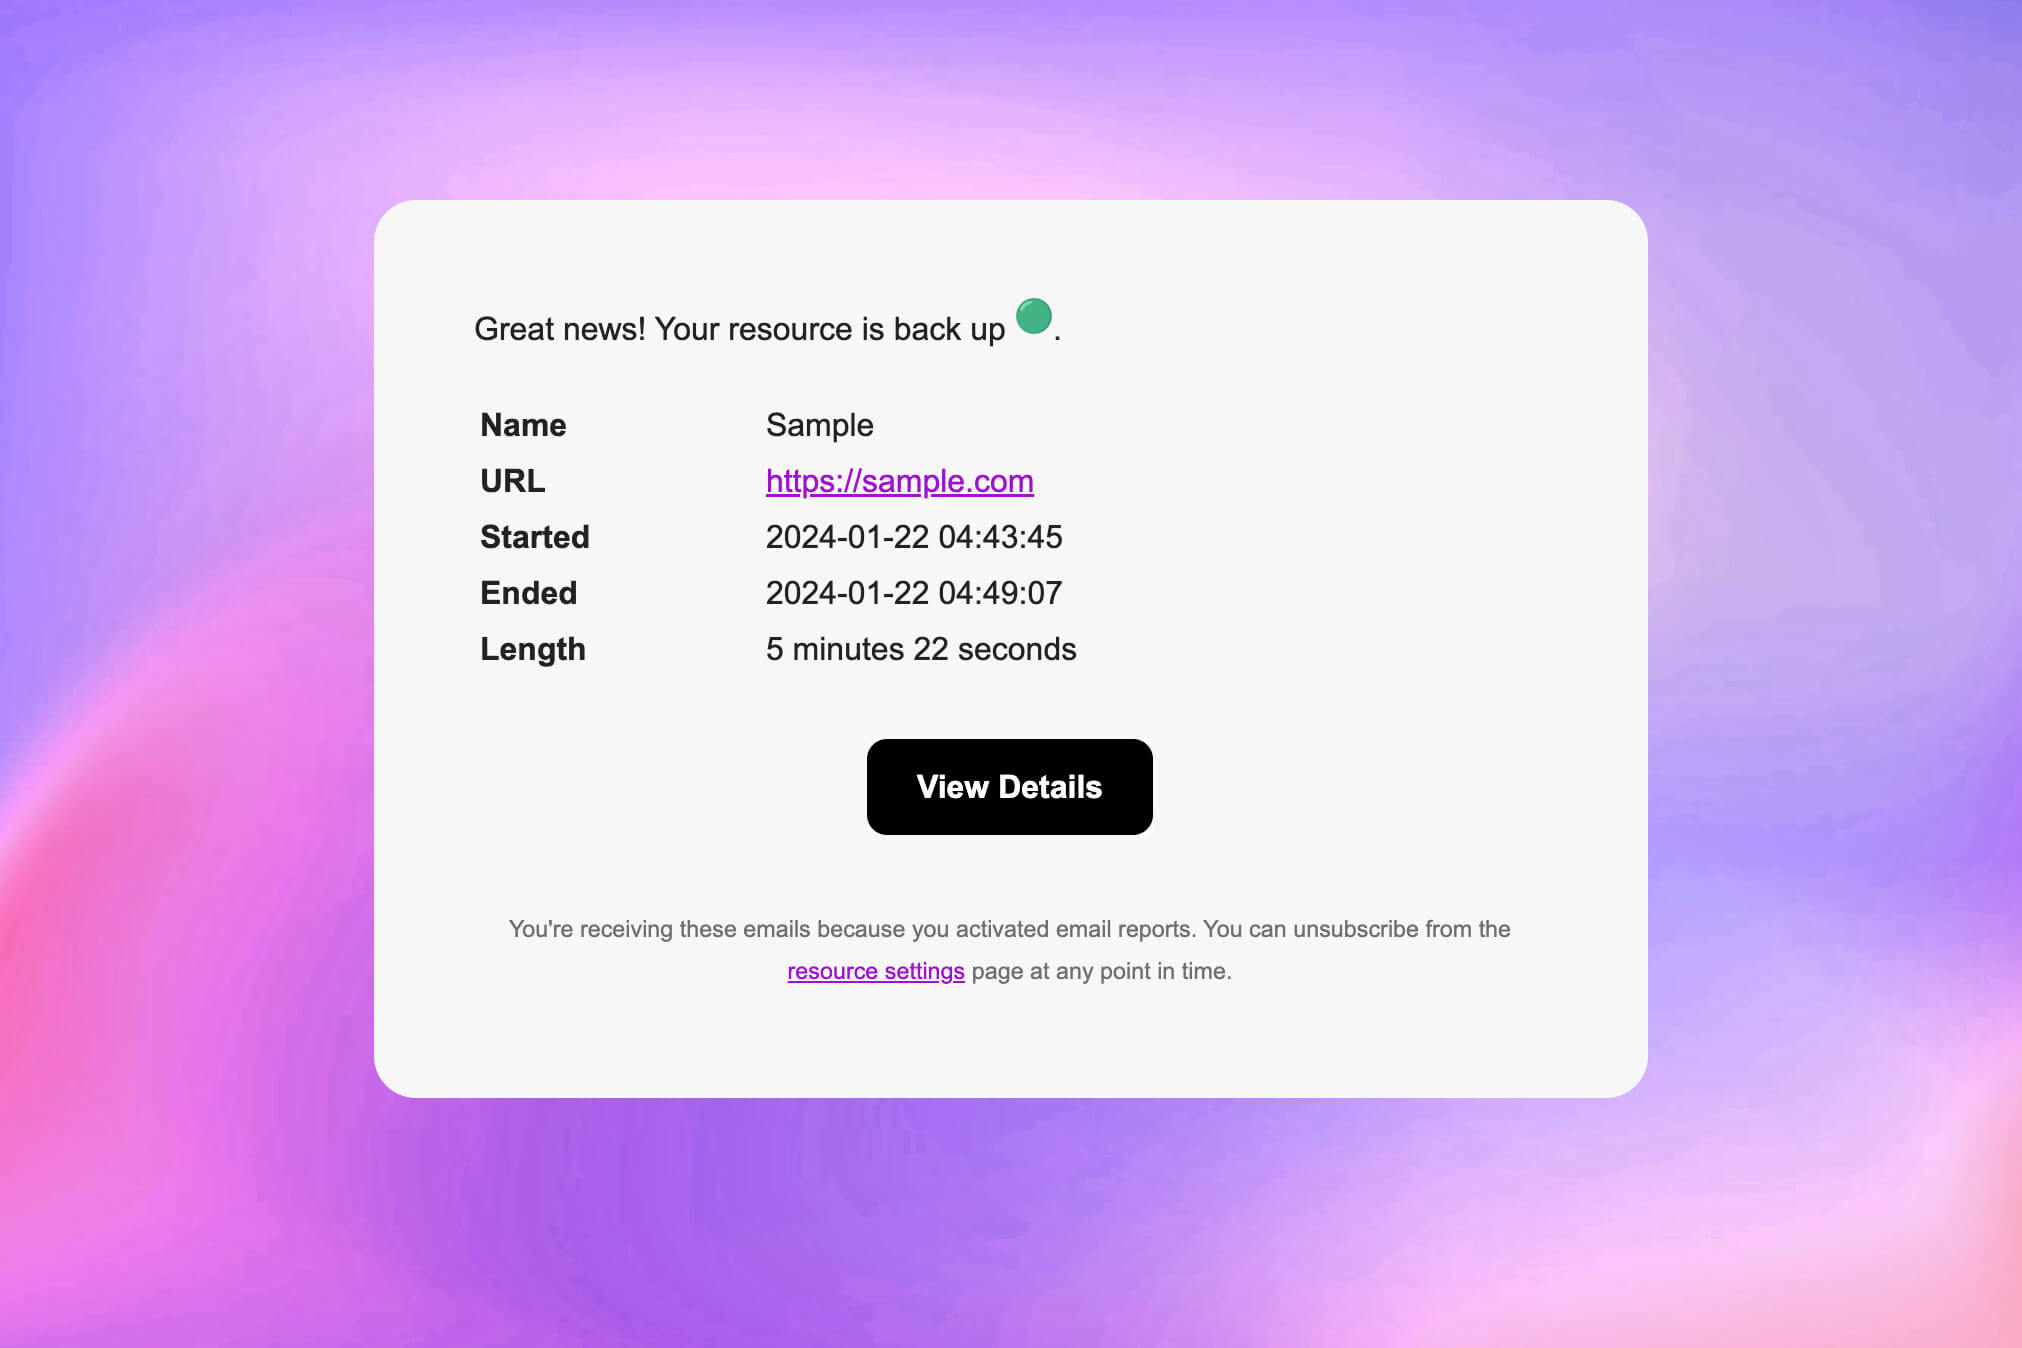 Great news! Your resource is back up 🟢.
Name Sample
URL https://sample.com
Started 2024-01-22 04:43:45
Ended 2024-01-22 04:49:07
Length 5 minutes 22 seconds
View Details
You're receiving these emails because you activated email reports. You can unsubscribe from the
resource settings page at any point in time.